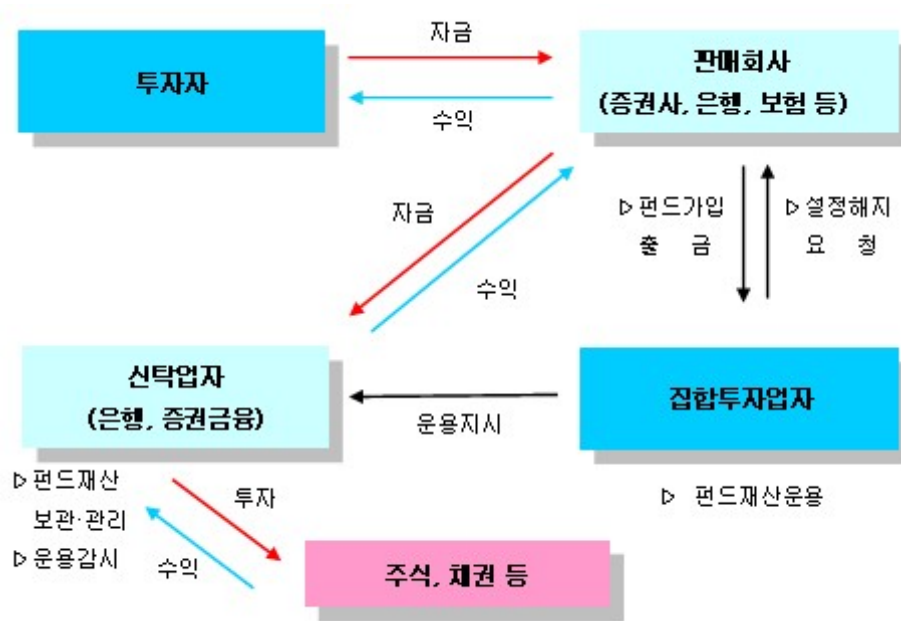 자금
투자자
판매회사
(증권사, 은행, 보험 등)
수익
자금
▷펀드가입
출 금
▷설정해지
요 청
수익
신탁업자
(은행, 증권금융)
운용지시
집합투자업자
▷펀드재산
보관·관리
▷운용감시
투자
수익
▷ 펀드재산운용
주식, 채권 등